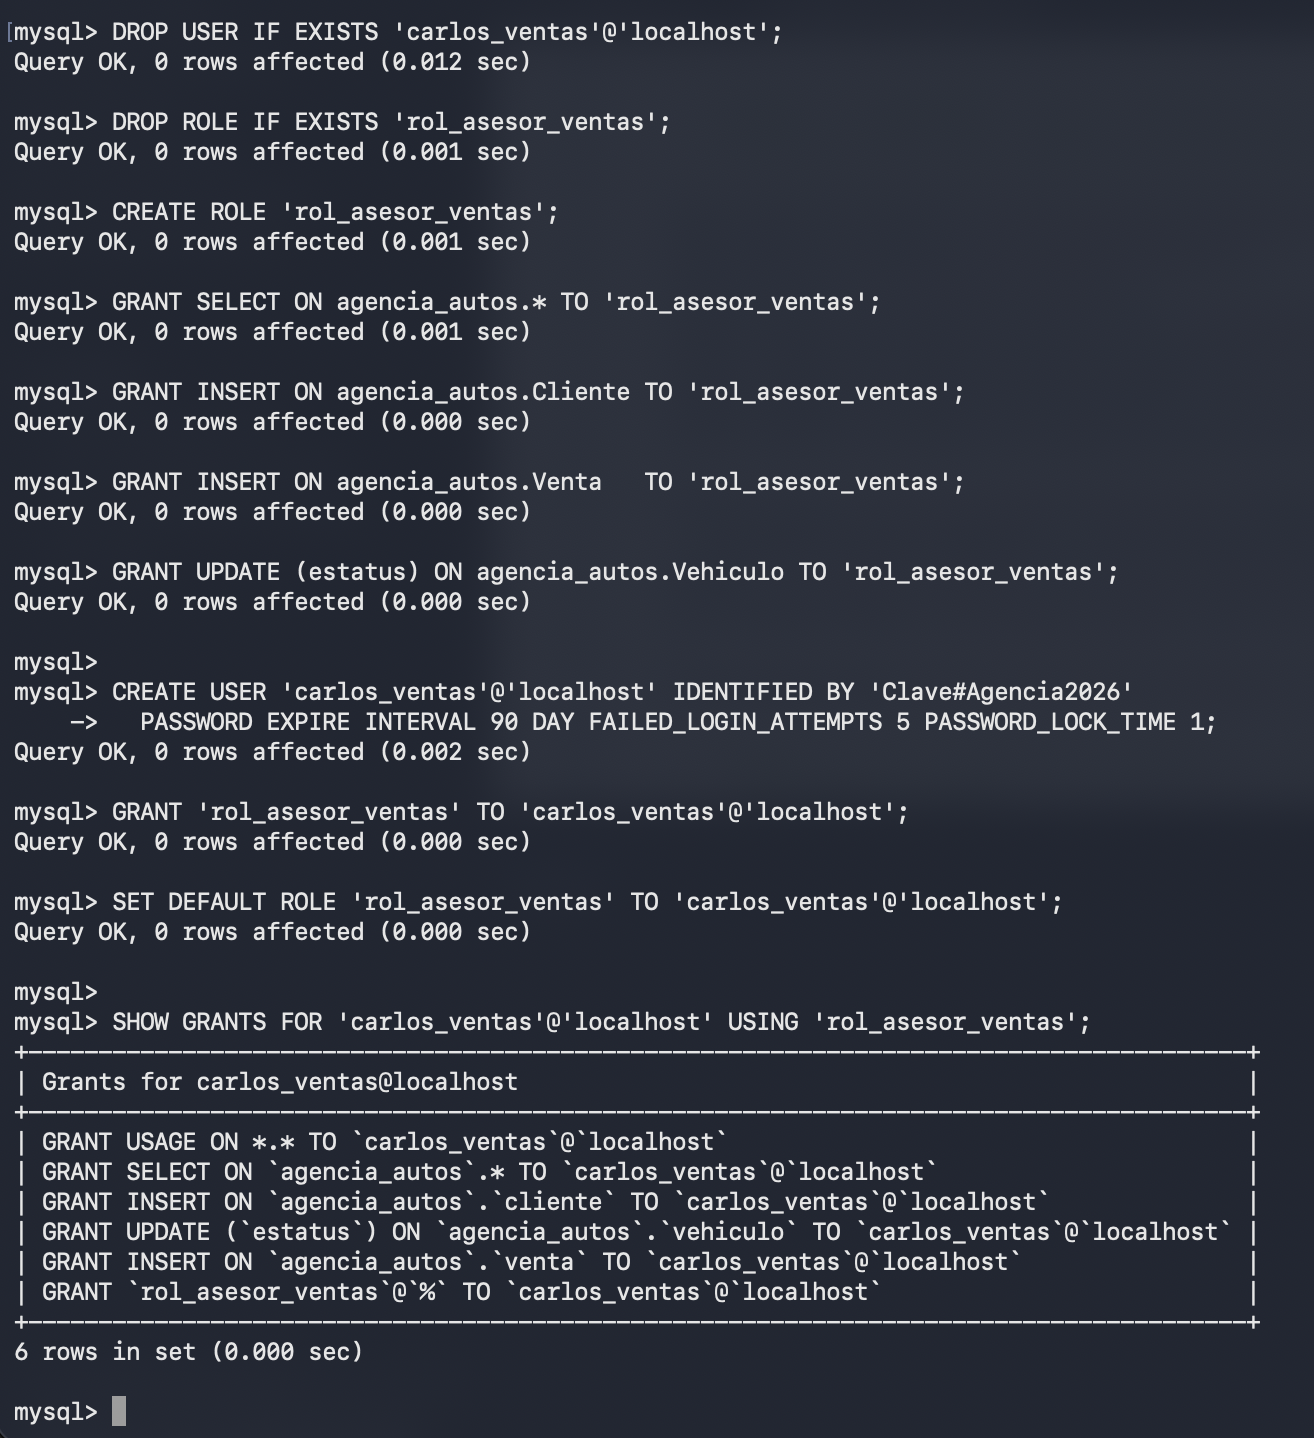 [mysql> DROP USER IF EXISTS 'carlos_ventas'@'localhost';
Query OK, 0 rows affected (0.012 sec)
mysql> DROP ROLE IF EXISTS 'rol_asesor_ventas';
Query OK, 0 rows affected (0.001 sec)
mysql> CREATE ROLE 'rol_asesor_ventas';
Query OK, 0 rows affected (0.001 sec)
mysql> GRANT SELECT ON agencia_autos.* TO 'rol_asesor_ventas';
Query OK, 0 rows affected (0.001 sec)
mysql> GRANT INSERT ON agencia_autos.Cliente TO 'rol_asesor_ventas';
Query OK, 0 rows affected (0.000 sec)
mysql> GRANT INSERT ON agencia_autos.Venta   TO 'rol_asesor_ventas';
Query OK, 0 rows affected (0.000 sec)
mysql> GRANT UPDATE (estatus) ON agencia_autos.Vehiculo TO 'rol_asesor_ventas';
Query OK, 0 rows affected (0.000 sec)
mysql>
mysql> CREATE USER 'carlos_ventas'@'localhost' IDENTIFIED BY 'Clave#Agencia2026'
    ->   PASSWORD EXPIRE INTERVAL 90 DAY FAILED_LOGIN_ATTEMPTS 5 PASSWORD_LOCK_TIME 1;
Query OK, 0 rows affected (0.002 sec)
mysql> GRANT 'rol_asesor_ventas' TO 'carlos_ventas'@'localhost';
Query OK, 0 rows affected (0.000 sec)
mysql> SET DEFAULT ROLE 'rol_asesor_ventas' TO 'carlos_ventas'@'localhost';
Query OK, 0 rows affected (0.000 sec)
mysql>
mysql> SHOW GRANTS FOR 'carlos_ventas'@'localhost' USING 'rol_asesor_ventas';
+---------------------------------------------------------------------------------------+
| Grants for carlos_ventas@localhost                                                    |
+---------------------------------------------------------------------------------------+
| GRANT USAGE ON *.* TO `carlos_ventas`@`localhost`                                     |
| GRANT SELECT ON `agencia_autos`.* TO `carlos_ventas`@`localhost`                      |
| GRANT INSERT ON `agencia_autos`.`cliente` TO `carlos_ventas`@`localhost`              |
| GRANT UPDATE (`estatus`) ON `agencia_autos`.`vehiculo` TO `carlos_ventas`@`localhost` |
| GRANT INSERT ON `agencia_autos`.`venta` TO `carlos_ventas`@`localhost`                |
| GRANT `rol_asesor_ventas`@`%` TO `carlos_ventas`@`localhost`                          |
+---------------------------------------------------------------------------------------+
6 rows in set (0.000 sec)
mysql>